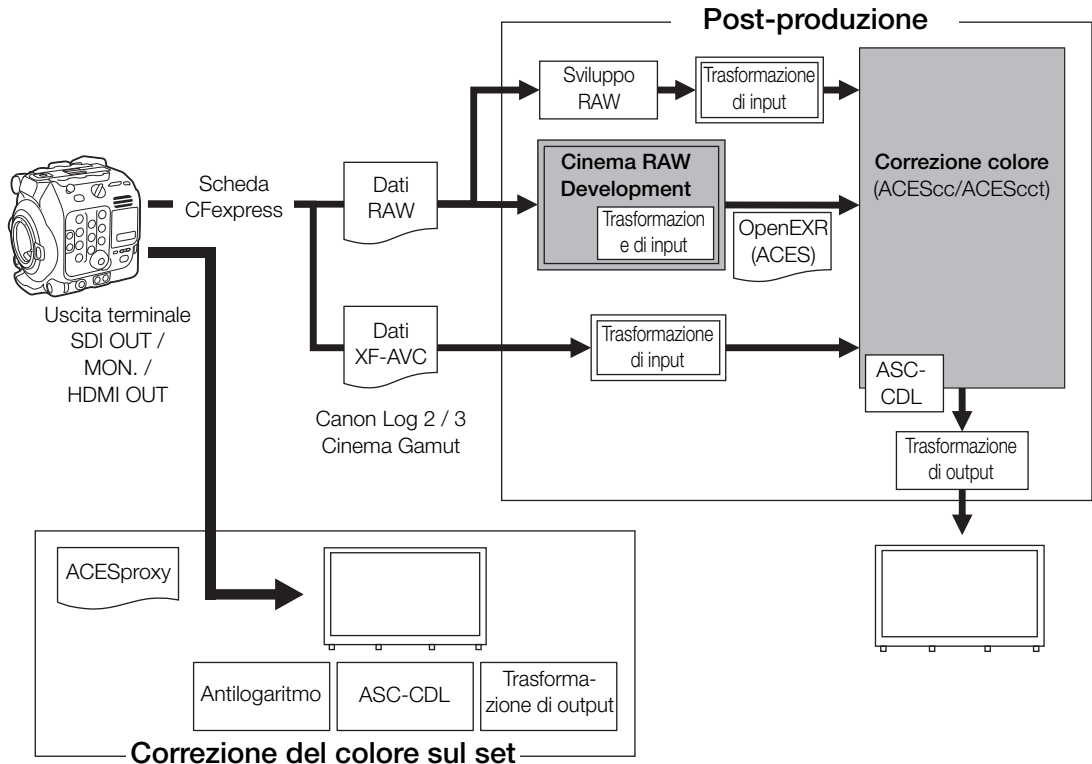 Post-produzione
Sviluppo
RAW
Trasformazione
di input
Scheda
CFexpress
Dati
RAW
Cinema RAW
Development
Trasformazion
e di input
OpenEXR
(ACES)
Correzione colore
(ACEScc/ACEScct)
Uscita terminale
SDI OUT /
MON. /
HDMI OUT
Dati
XF-AVC
Trasformazione
di input
ASC-
CDL
Canon Log 2 / 3
Cinema Gamut
Trasformazione
di output
ACESproxy
Antilogaritmo
ASC-CDL
Trasforma-
zione di output
Correzione del colore sul set